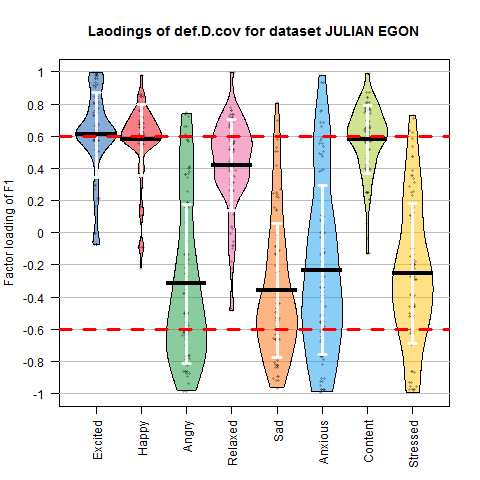 Laodings of def.D.cov for dataset JULIAN EGON
Factor loading of F1
1
0.8
0.6
0.4
0.2
0
-0.2
-0.4
-0.6
-0.8
-1
Excited
Happy
Angry
Relaxed
Sad
Anxious
Content
Stressed